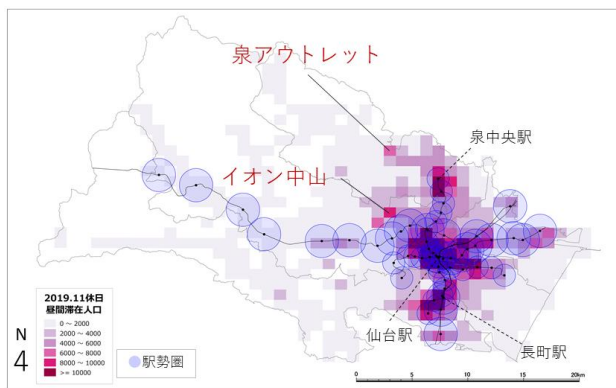 泉アウトレット
泉中央駅
イオン中山
2019.11休日
昼間滞在人口
0 ～ 2000
2000 ～ 4000
4000 ～ 6000
6000 ～ 8000
8000 ～ 10000
>= 10000
N
4
駅勢圏
仙台駅
長町駅
0 5 10 15 20km